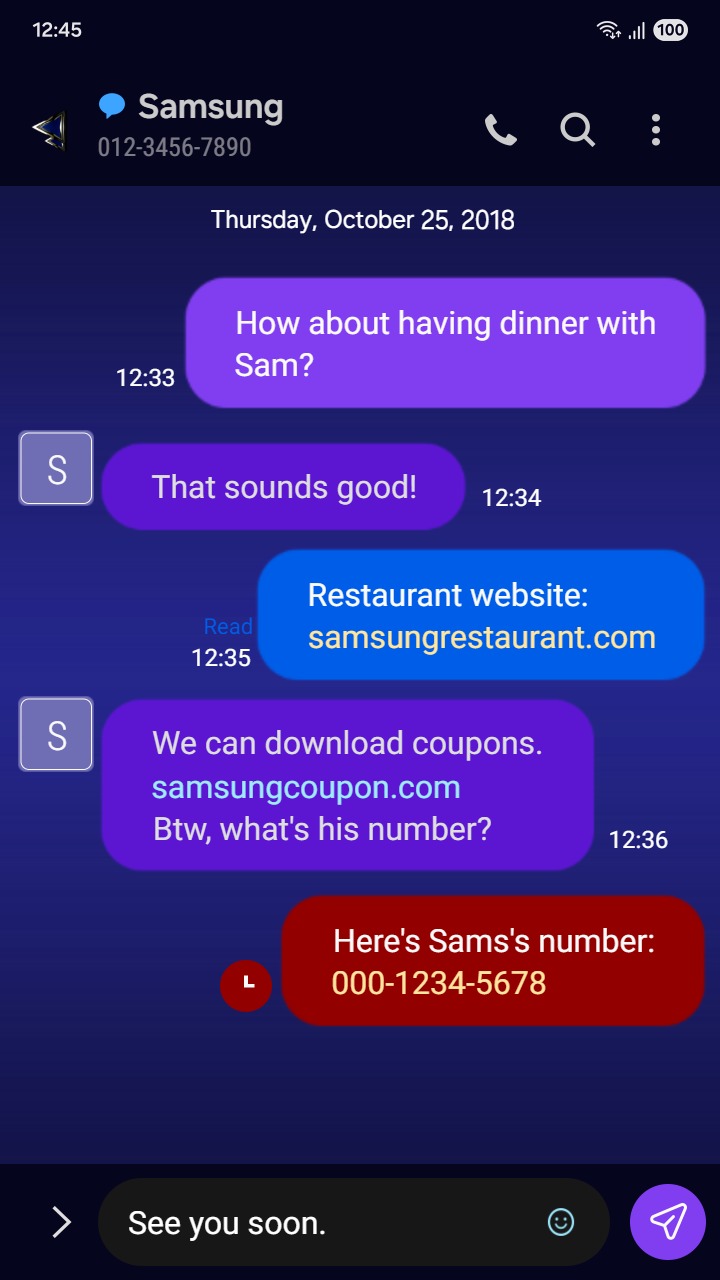 12:45
100
Samsung
012-3456-7890
Thursday, October 25, 2018
How about having dinner with
Sam?
12:33
S
That sounds good!
12:34
Restaurant website:
samsungrestaurant.com
Read
12:35
S
We can download coupons.
samsungcoupon.com
Btw, what's his number?
12:36
Here's Sams's number:
000-1234-5678
See you soon.